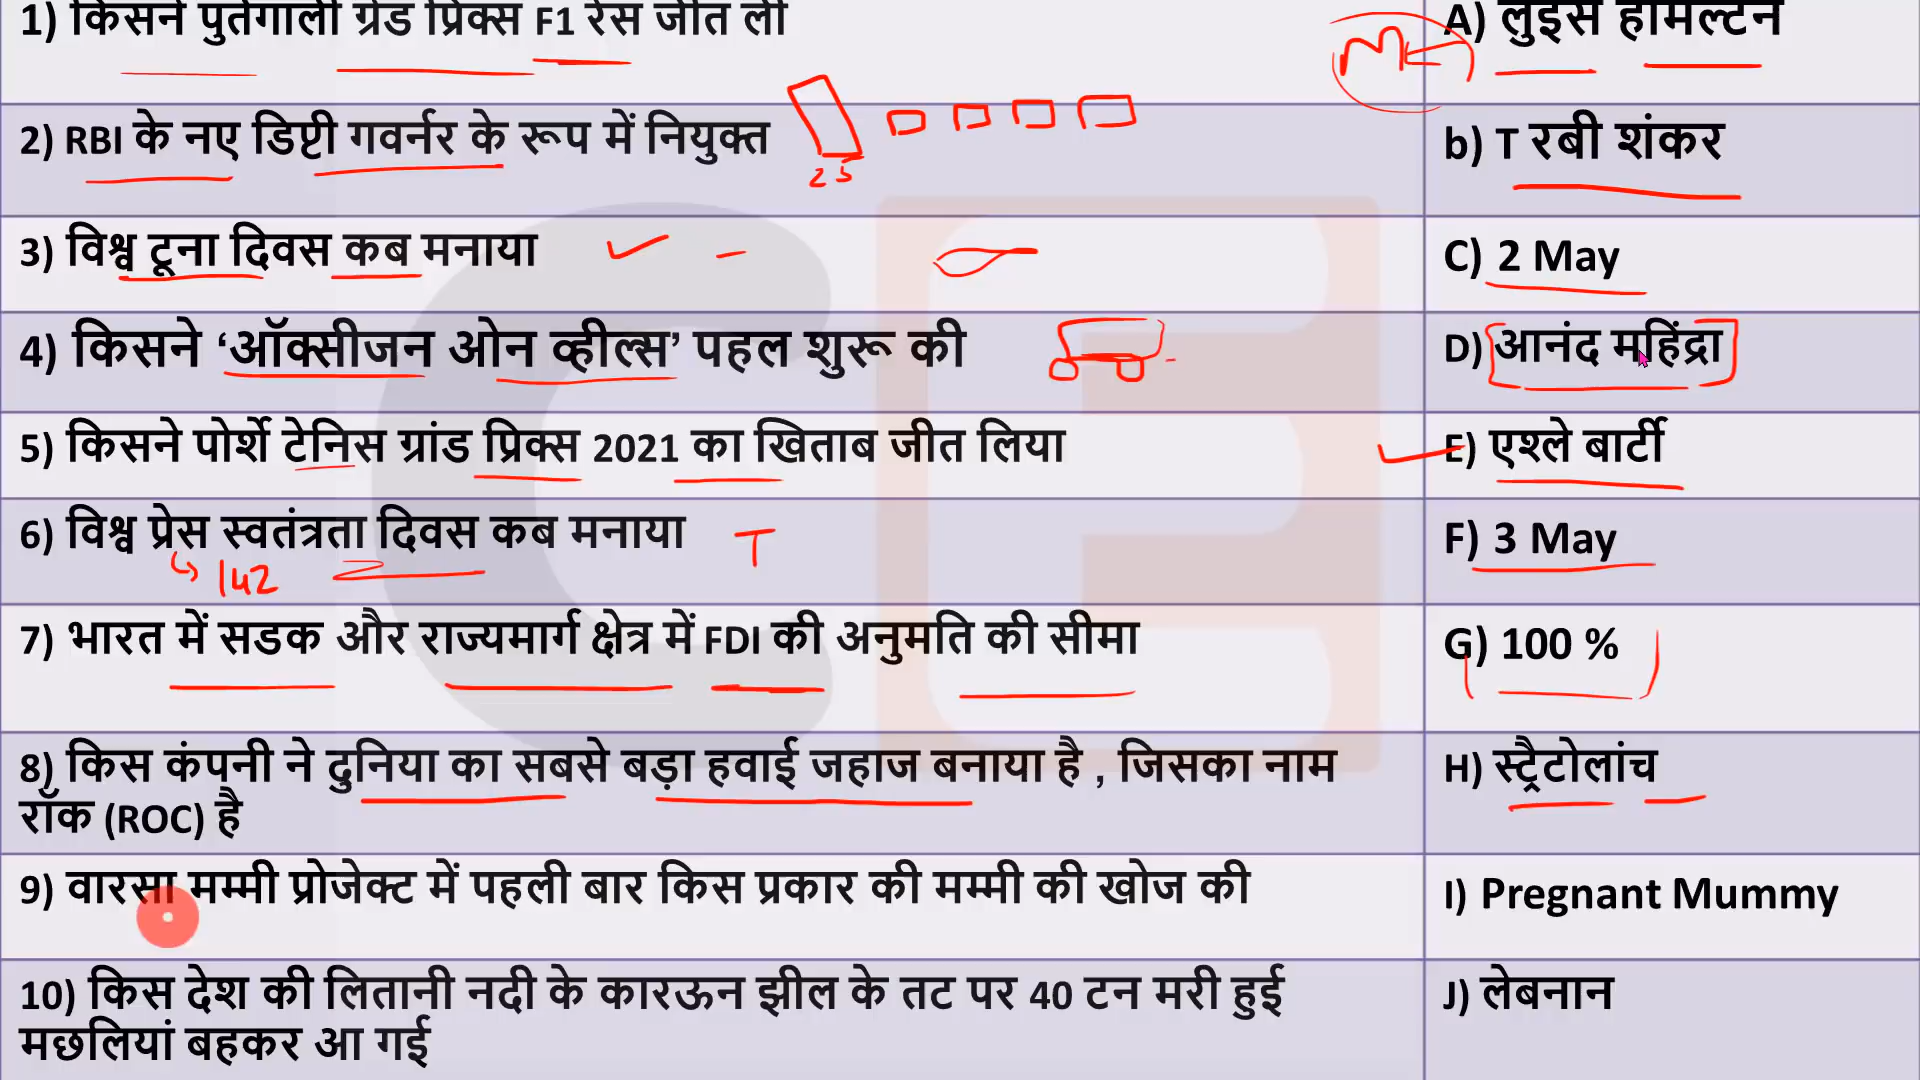 1) किसने पुर्तगाली ग्रैंड प्रिक्स F1 रेस जीत ली
A) लुईस हैमिल्टन
2) RBI के नए डिप्टी गवर्नर के रूप में नियुक्त
25
b) T रबी शंकर
3) विश्व टूना दिवस कब मनाया
C) 2 May
4) किसने ‘ऑक्सीजन ओन व्हील्स’ पहल शुरू की
D) आनंद महिंद्रा
5) किसने पोर्शे टेनिस ग्रांड प्रिक्स 2021 का खिताब जीत लिया
E) एश्ले बार्टी
6) विश्व प्रेस स्वतंत्रता दिवस कब मनाया
142
F) 3 May
7) भारत में सडक और राज्यमार्ग क्षेत्र में FDI की अनुमति की सीमा
G) 100 %
8) किस कंपनी ने दुनिया का सबसे बड़ा हवाई जहाज बनाया है , जिसका नाम
रॉक (ROC) है
H) स्ट्रैटोलांच
9) वारसा मम्मी प्रोजेक्ट में पहली बार किस प्रकार की मम्मी की खोज की
I) Pregnant Mummy
10) किस देश की लितानी नदी के कारऊन झील के तट पर 40 टन मरी हुई
मछलियां बहकर आ गई
J) लेबनान